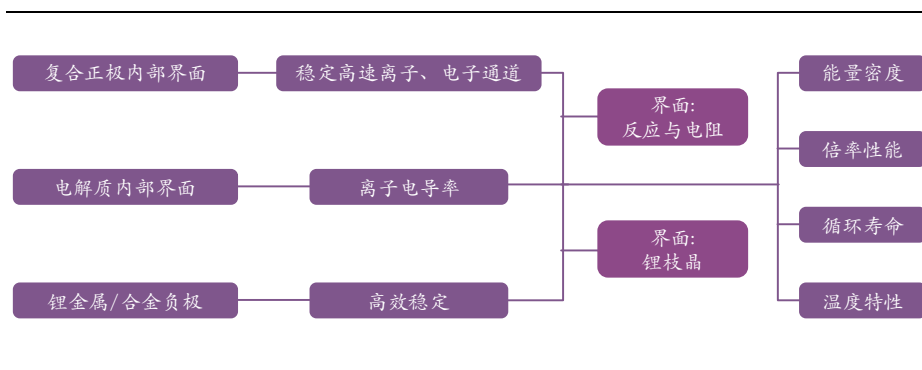 复合正极内部界面
稳定高速离子、电子通道
界面:
反应与电阻
能量密度
倍率性能
电解质内部界面
离子电导率
界面:
锂枝晶
循环寿命
锂金属/合金负极
高效稳定
温度特性